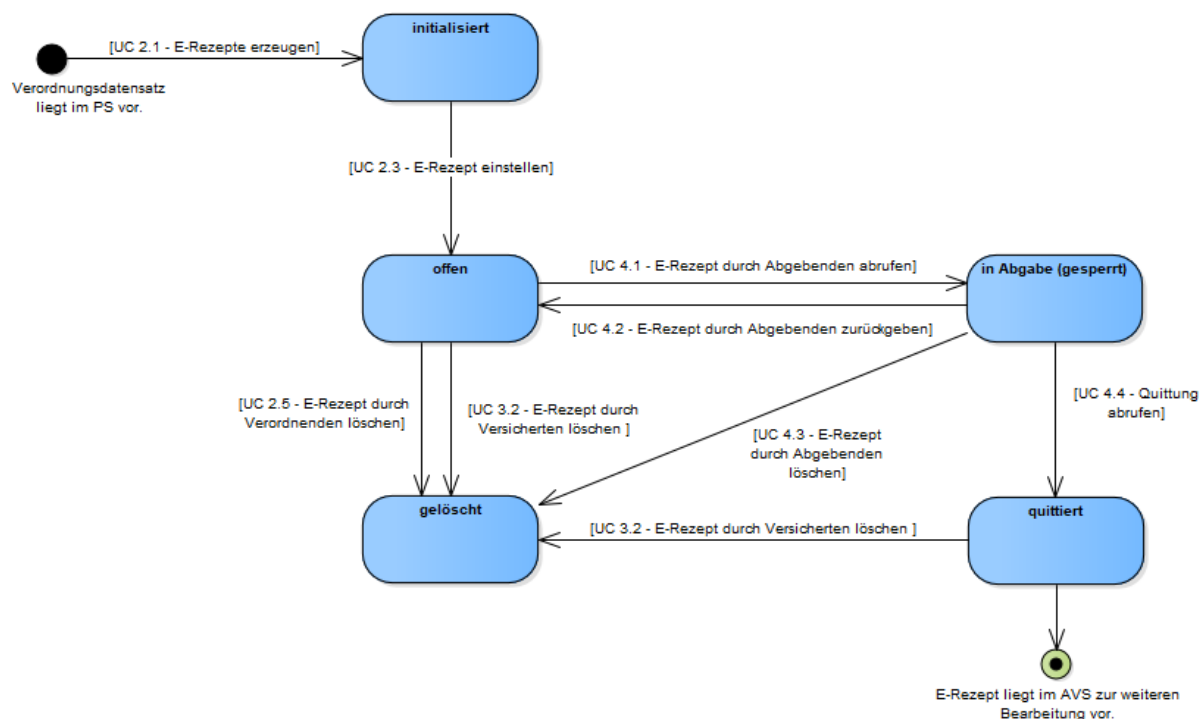 initialisiert
[UC 2.1 - E-Rezepte erzeugen]
Verordnungsdatensatz
liegt im PS vor.
[UC 2.3 - E-Rezept einstellen]
offen
[UC 4.1 - E-Rezept durch Abgebenden abrufen]
in Abgabe (gesperrt)
[UC 4.2 - E-Rezept durch Abgebenden zurückgeben]
[UC 2.5 - E-Rezept durch
Verordnenden löschen]
[UC 3.2 - E-Rezept durch
Versicherten löschen ]
[UC 4.3 - E-Rezept
durch Abgebenden
löschen]
[UC 4.4 - Quittung
abrufen]
gelöscht
[UC 3.2 - E-Rezept durch Versicherten löschen ]
quittiert
E-Rezept liegt im AVS zur weiteren
Bearbeitung vor.